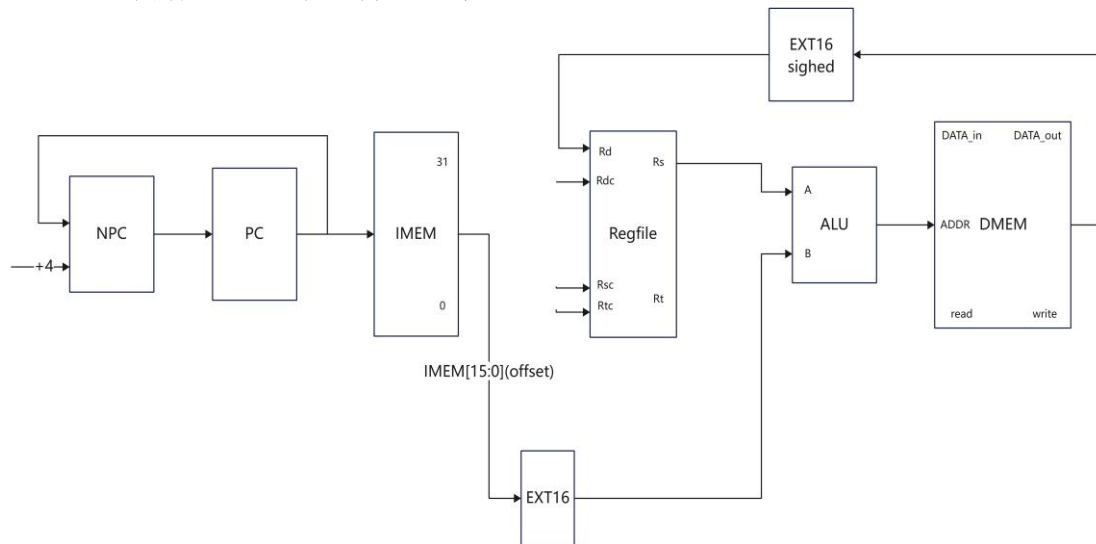 EXT16
sighed
DATA_in DATA_out
31
Rd
Rs
Rdc
A
NPC
PC
IMEM
Regfile
ALU
ADDR
DMEM
+4
B
Rsc
Rtc
Rt
0
read
write
IMEM[15:0](offset)
EXT16